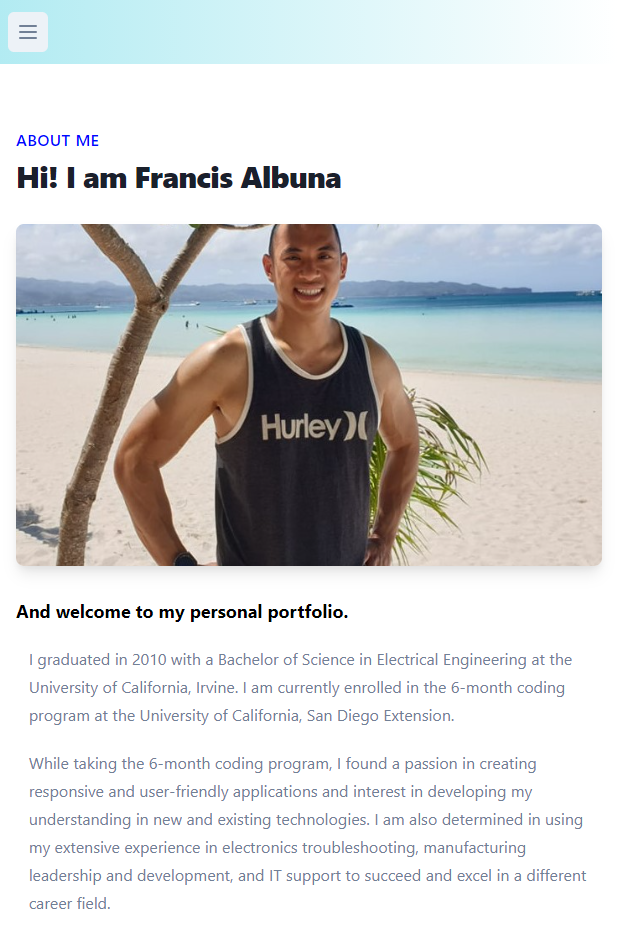 ABOUT ME
Hi! I am Francis Albuna
Hurley
And welcome to my personal portfolio.
I graduated in 2010 with a Bachelor of Science in Electrical Engineering at the
University of California, Irvine. I am currently enrolled in the 6-month coding
program at the University of California, San Diego Extension.
While taking the 6-month coding program, I found a passion in creating
responsive and user-friendly applications and interest in developing my
understanding in new and existing technologies. I am also determined in using
my extensive experience in electronics troubleshooting, manufacturing
leadership and development, and IT support to succeed and excel in a different
career field.